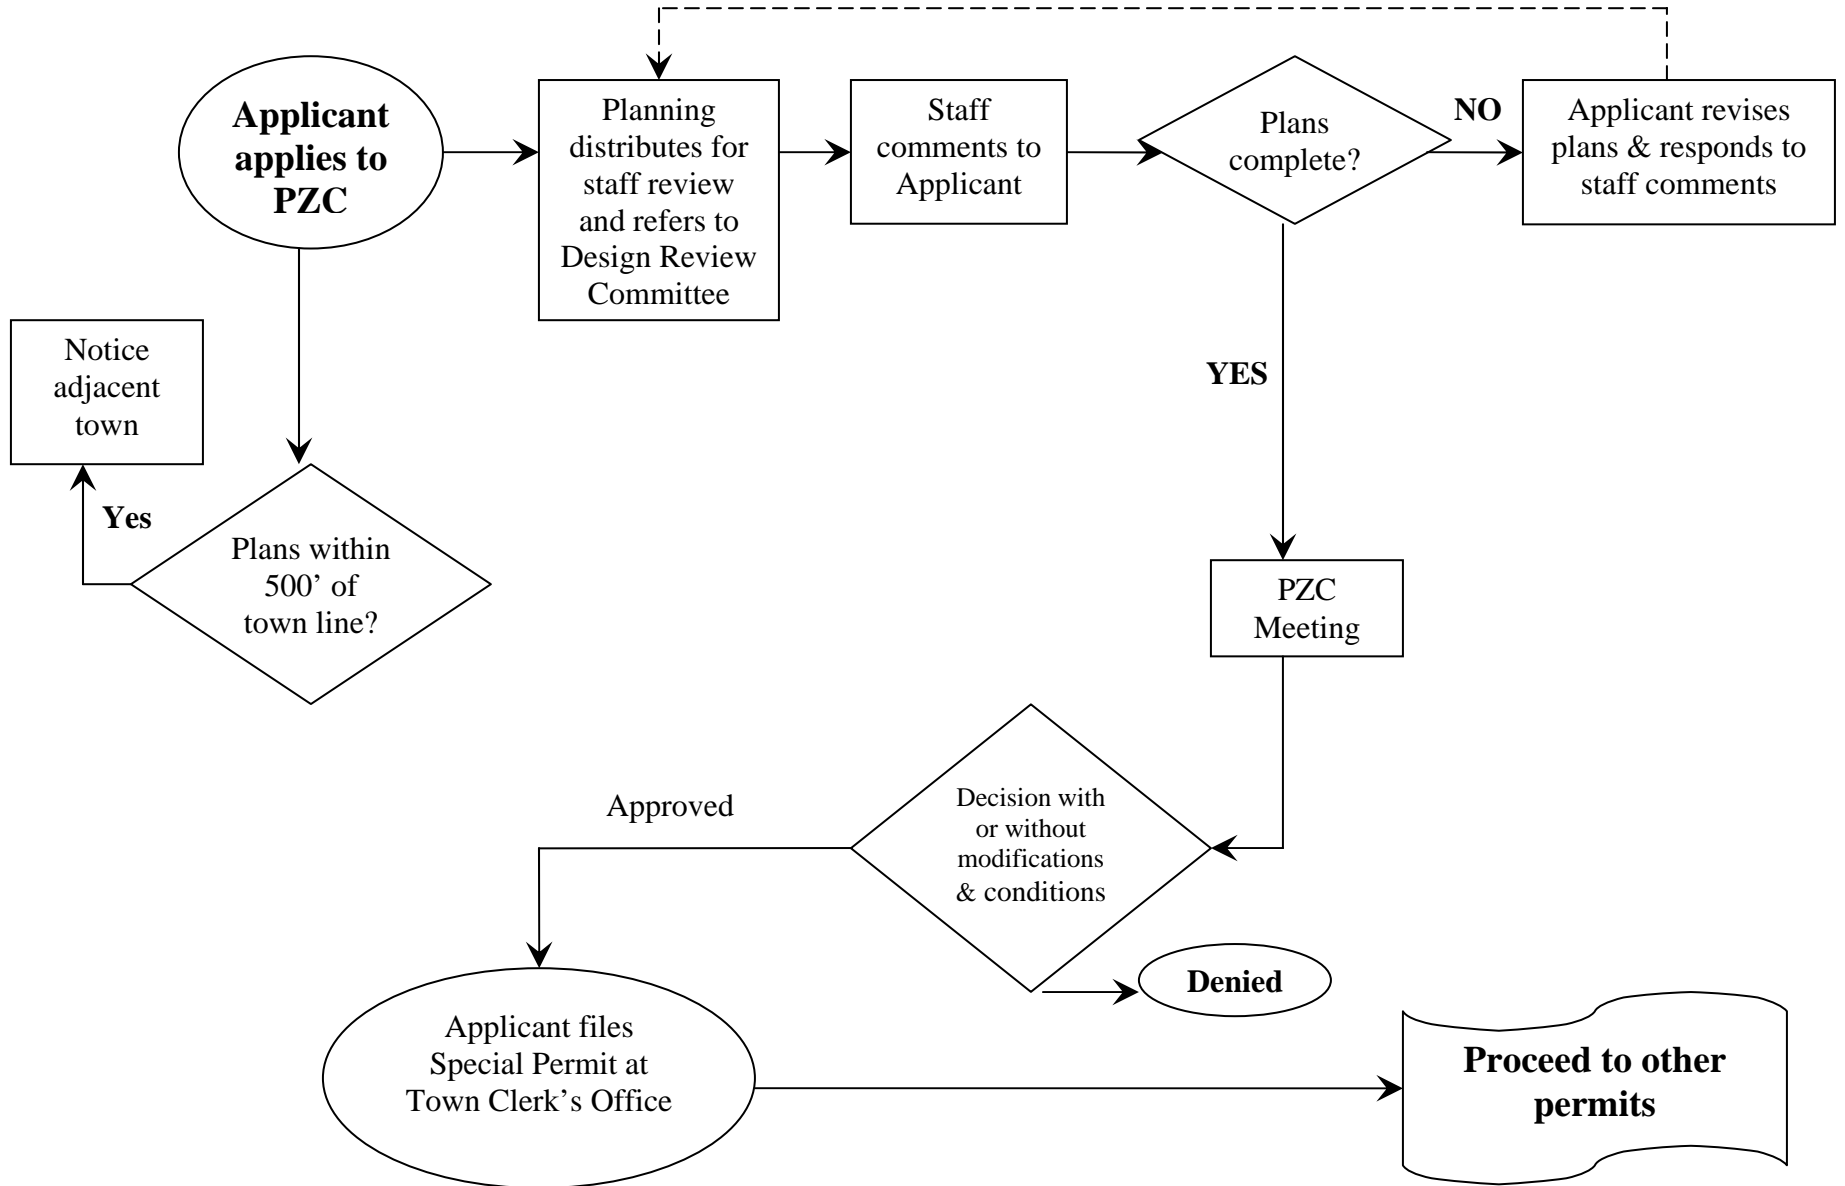 Applicant
applies to
PZC
Planning
distributes for
staff review
and refers to
Design Review
Committee
Staff
comments to
Applicant
Plans
complete?
NO
Applicant revises
plans & responds to
staff comments
Notice
adjacent
town
Yes
Plans within
500’ of
town line?
YES
PZC
Meeting
Decision with
or without
modifications
& conditions
Approved
Denied
Applicant files
Special Permit at
Town Clerk’s Office
Proceed to other
permits